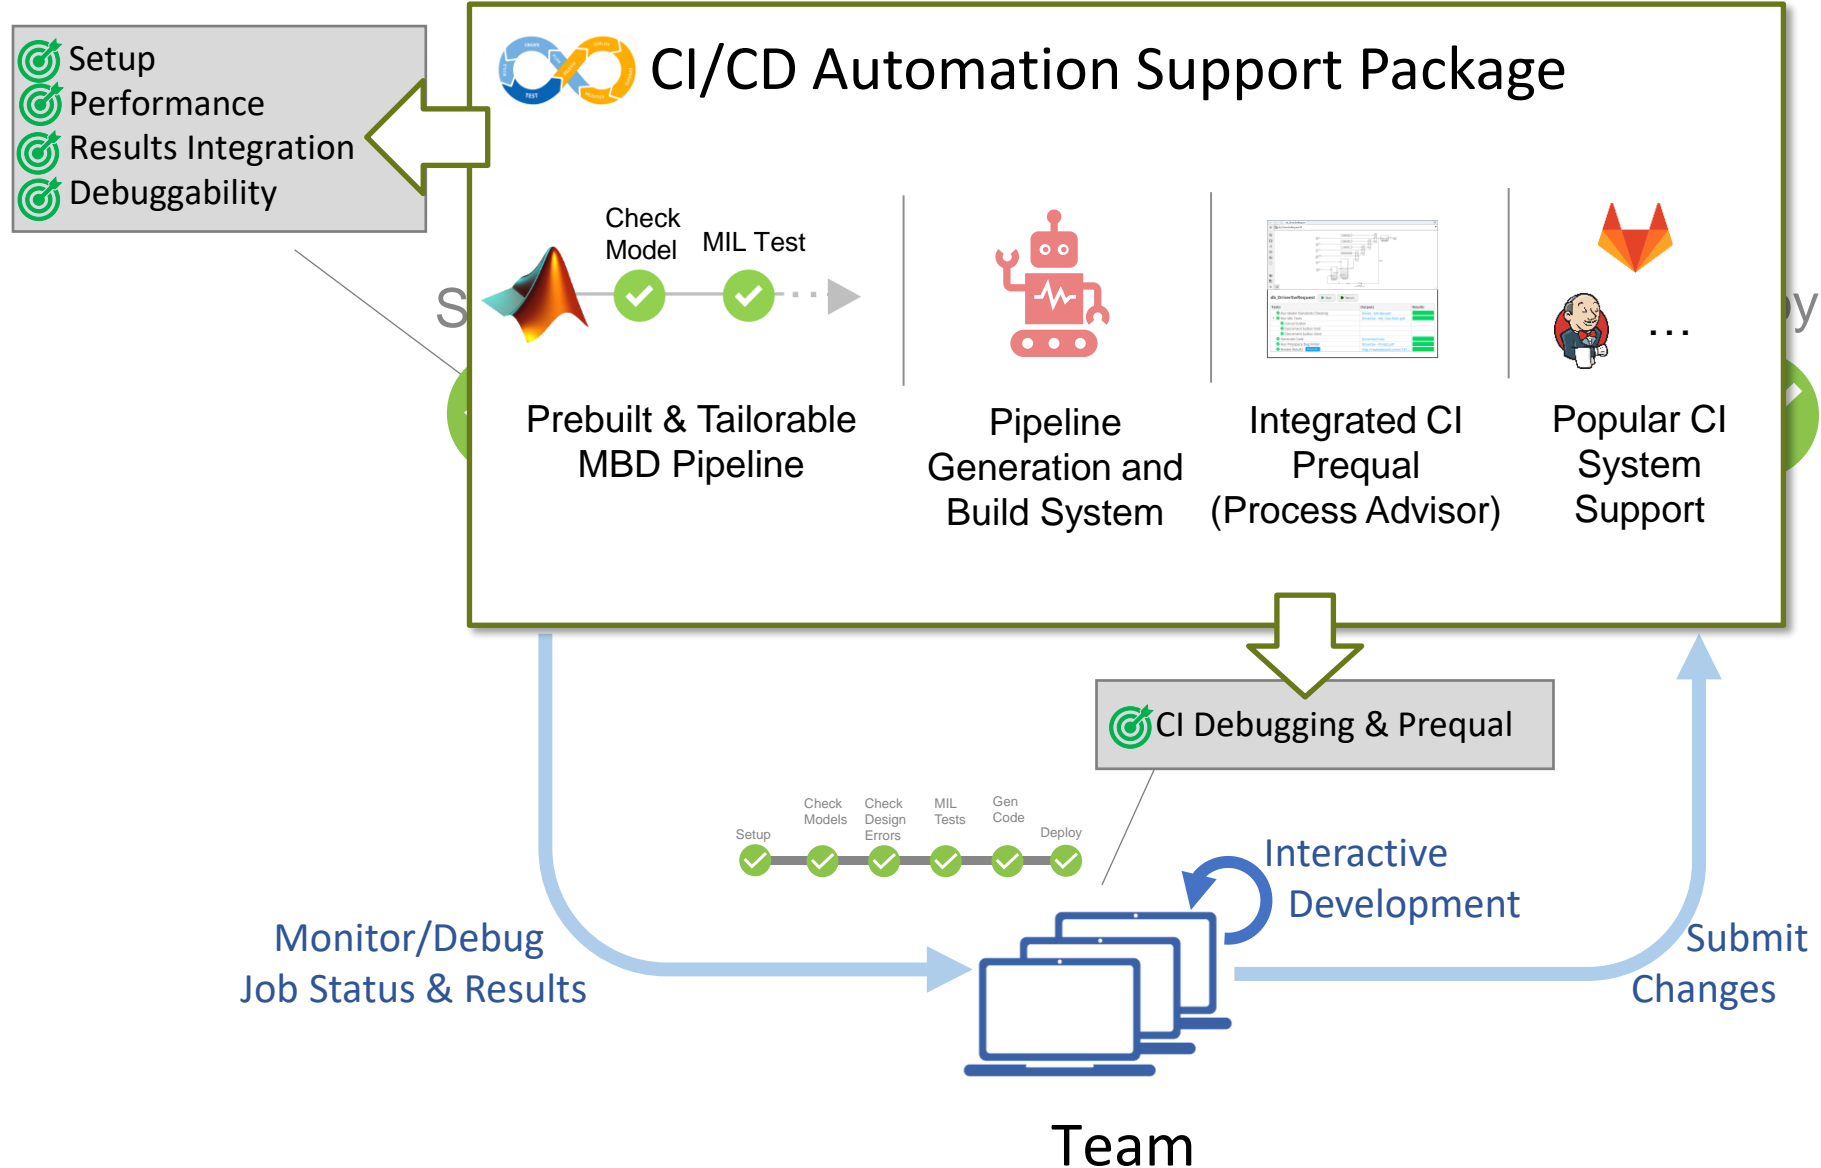 CI/CD Automation Support Package
Setup
Performance
Results Integration
Debuggability
Check
Model
MIL Test
Prebuilt & Tailorable
MBD Pipeline
Pipeline
Generation and
Build System
Integrated CI
Prequal
(Process Advisor)
Popular CI
System
Support
...
S
y
CI Debugging & Prequal
Setup
Check
Models
Check
Design
Errors
MIL
Tests
Gen
Code
Deploy
Interactive
Development
Monitor/Debug
Job Status & Results
Submit
Changes
Team